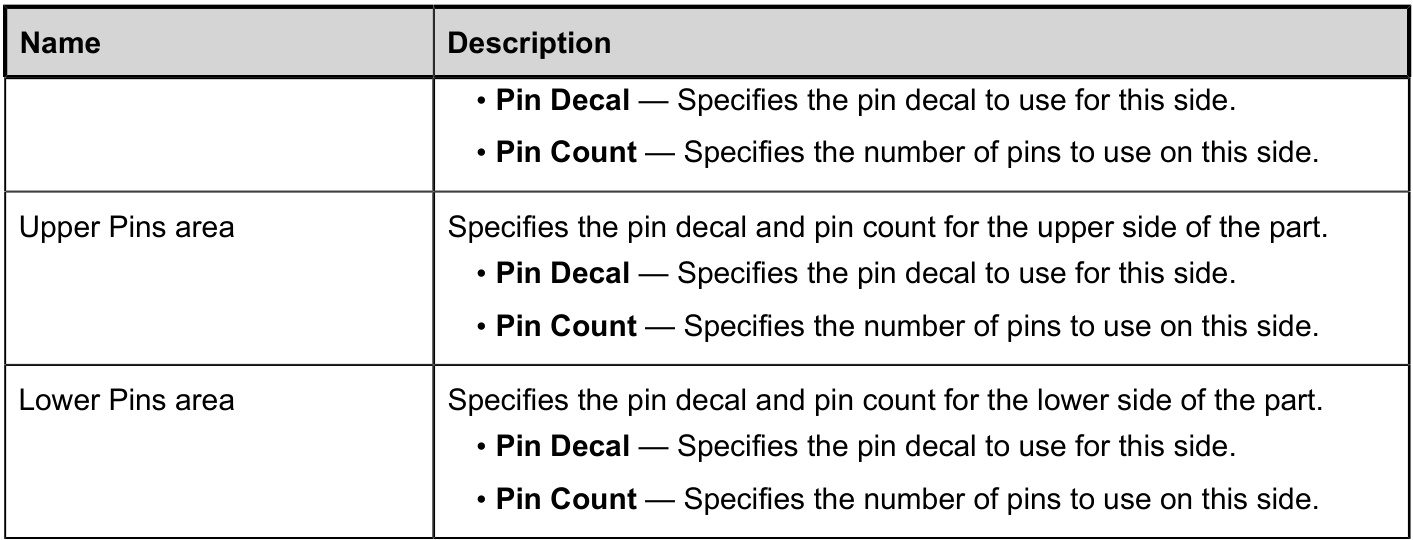 Name Description
• Pin Decal — Specifies the pin decal to use for this side.
• Pin Count — Specifies the number of pins to use on this side.
Upper Pins area Specifies the pin decal and pin count for the upper side of the part.
• Pin Decal — Specifies the pin decal to use for this side.
• Pin Count — Specifies the number of pins to use on this side.
Lower Pins area Specifies the pin decal and pin count for the lower side of the part.
• Pin Decal — Specifies the pin decal to use for this side.
• Pin Count — Specifies the number of pins to use on this side.